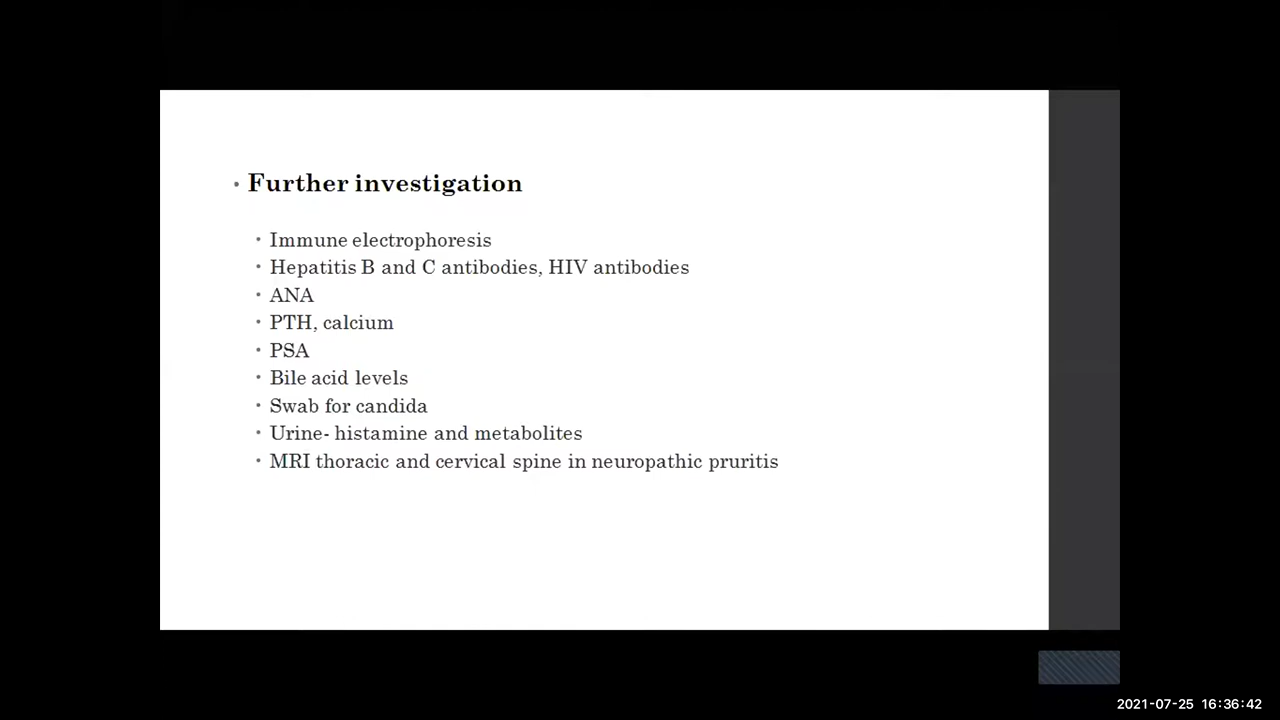 • Further investigation
• Immune electrophoresis
• Hepatitis B and C antibodies, HIV antibodies
• ANA
• PTH, calcium
• PSA
• Bile acid levels
• Swab for candida
• Urine- histamine and metabolites
• MRI thoracic and cervical spine in neuropathic pruritis
2021-07-25 16:36:42